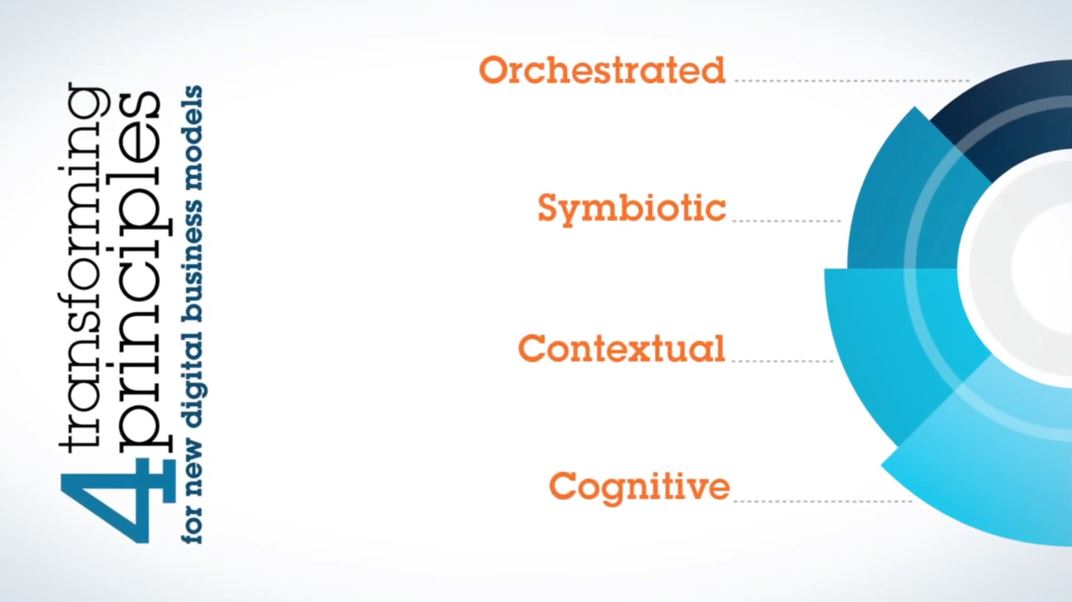 4 transforming
principles
for new digital business models
Orchestrated
Symbiotic
Contextual
Cognitive